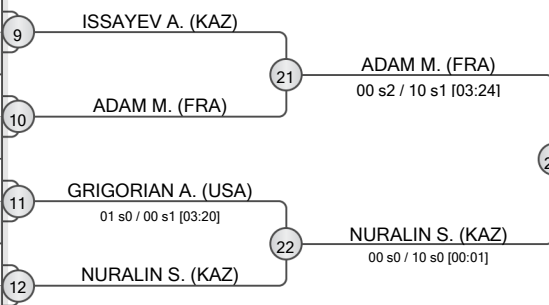 9
ISSAYEV A. (KAZ)
21
ADAM M. (FRA)
00 s2 / 10 s1 [03:24]
10
ADAM M. (FRA)
11
GRIGORIAN A. (USA)
01 s0 / 00 s1 [03:20]
22
NURALIN S. (KAZ)
00 s0 / 10 s0 [00:01]
12
NURALIN S. (KAZ)